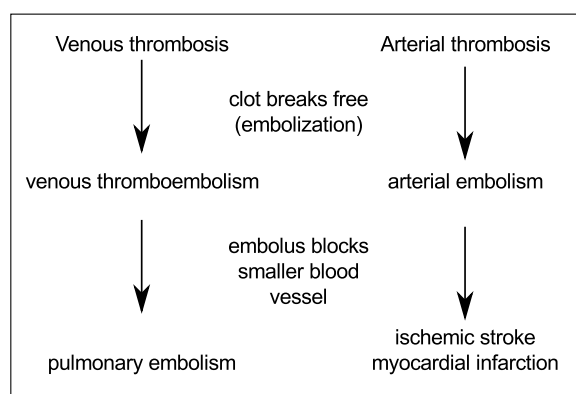 Venous thrombosis
Arterial thrombosis
clot breaks free
(embolization)
venous thromboembolism
arterial embolism
embolus blocks
smaller blood
vessel
pulmonary embolism
ischemic stroke
myocardial infarction